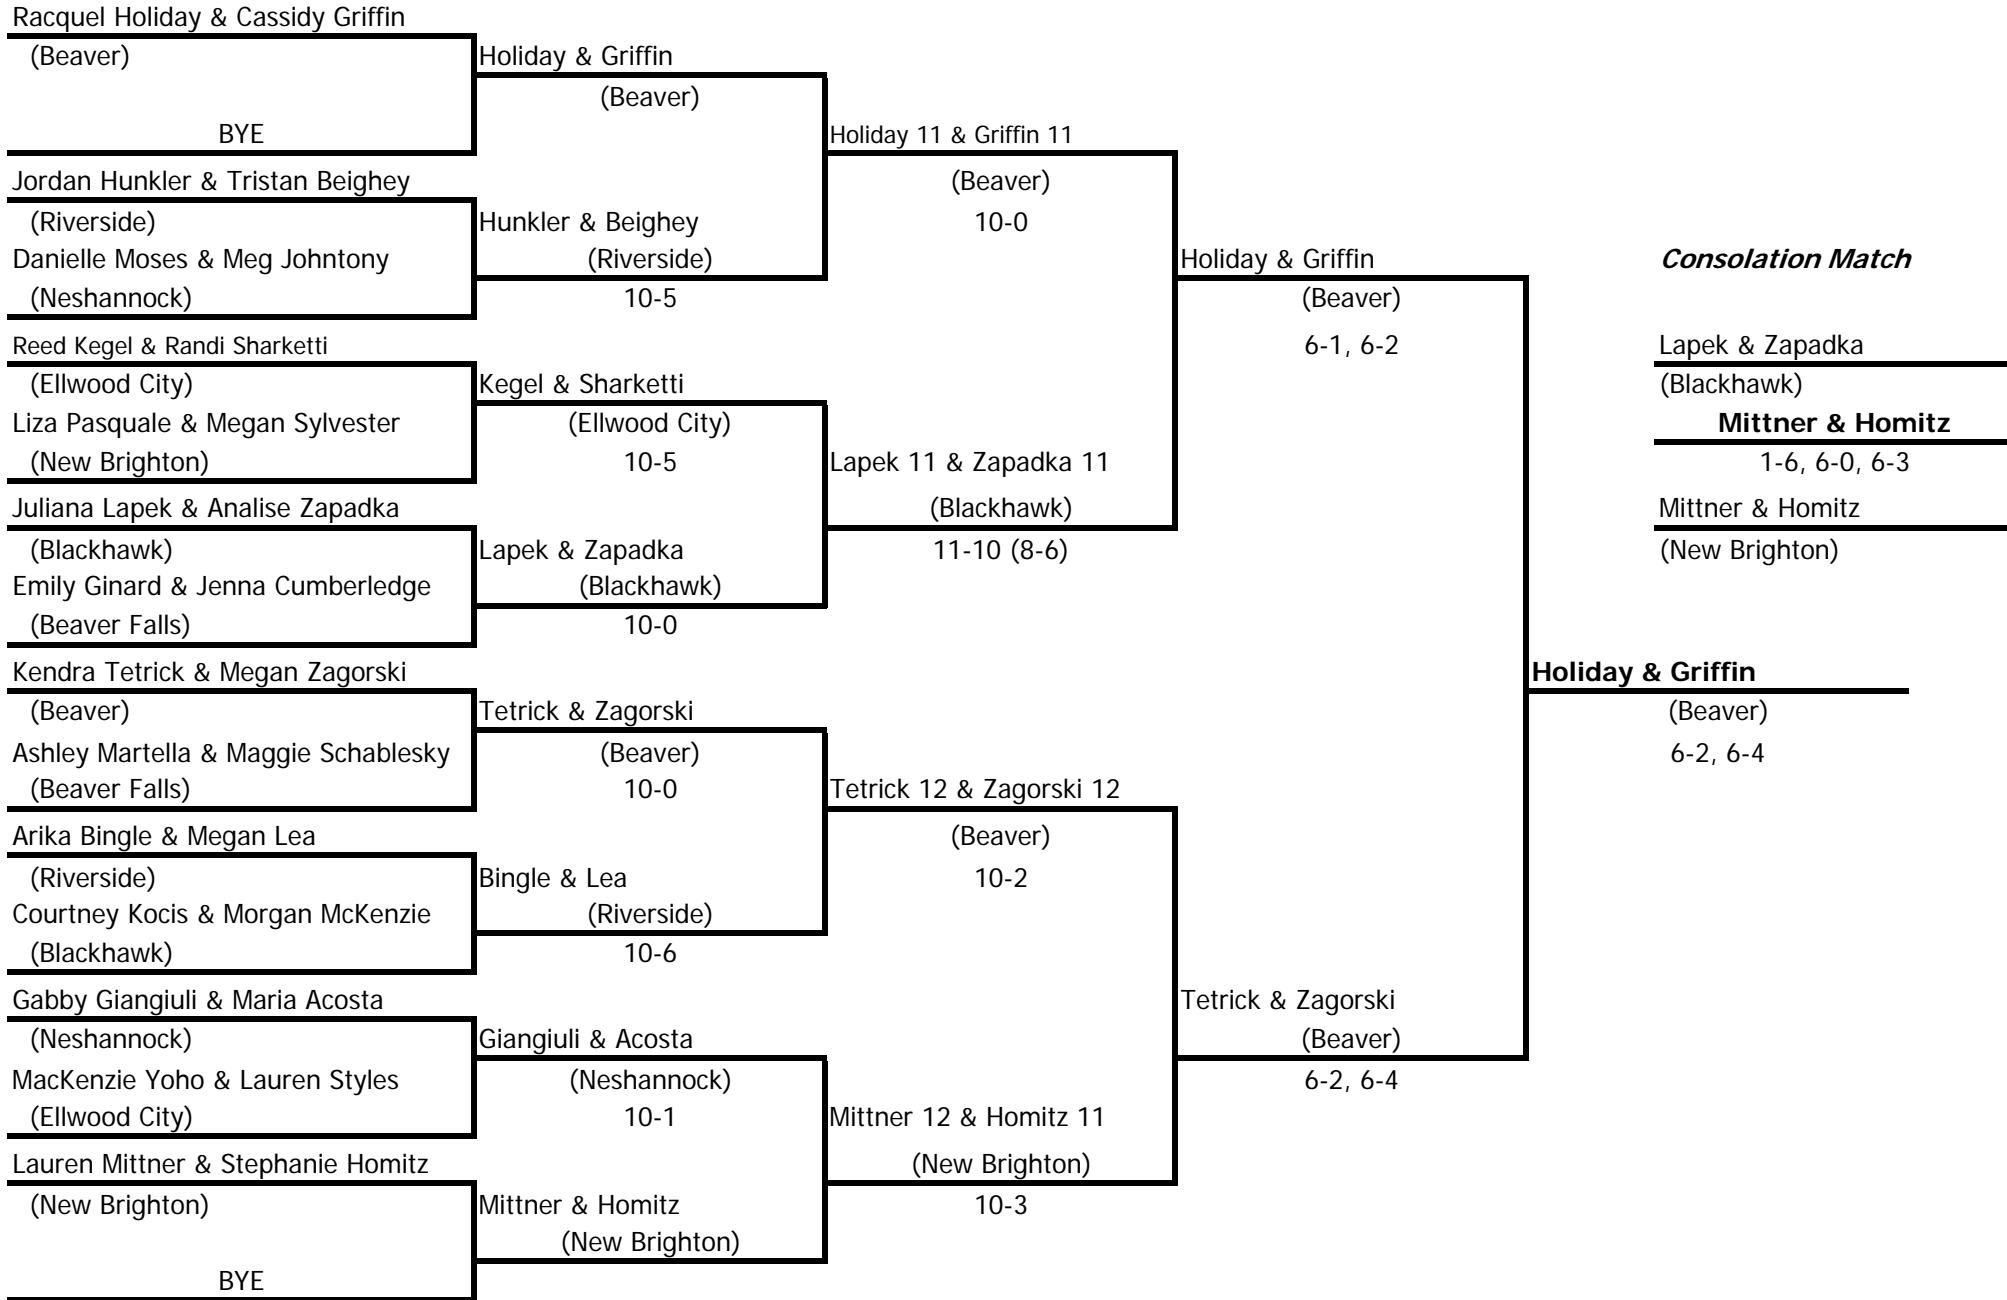 Racquel Holiday & Cassidy Griffin
(Beaver)
BYE
Jordan Hunkler & Tristan Beighey
(Riverside)
Danielle Moses & Meg Johntony
(Neshannock)
Reed Kegel & Randi Sharketti
(Ellwood City)
Liza Pasquale & Megan Sylvester
(New Brighton)
Juliana Lapek & Analise Zapadka
(Blackhawk)
Emily Ginard & Jenna Cumberledge
(Beaver Falls)
Kendra Tetrick & Megan Zagorski
(Beaver)
Ashley Martella & Maggie Schablesky
(Beaver Falls)
Arika Bingle & Megan Lea
(Riverside)
Courtney Kocis & Morgan McKenzie
(Blackhawk)
Gabby Giangiuli & Maria Acosta
(Neshannock)
MacKenzie Yoho & Lauren Styles
(Ellwood City)
Lauren Mittner & Stephanie Homitz
(New Brighton)
BYE
Holiday & Griffin
(Beaver)
Hunkler & Beighey
(Riverside)
10-5
Kegel & Sharketti
(Ellwood City)
10-5
Lapek & Zapadka
(Blackhawk)
10-0
Tetrick & Zagorski
(Beaver)
10-0
Bingle & Lea
(Riverside)
10-6
Giangiuli & Acosta
(Neshannock)
10-1
Mittner & Homitz
(New Brighton)
Holiday 11 & Griffin 11
(Beaver)
10-0
Lapek 11 & Zapadka 11
(Blackhawk)
11-10 (8-6)
Tetrick 12 & Zagorski 12
(Beaver)
10-2
Mittner 12 & Homitz 11
(New Brighton)
10-3
Holiday & Griffin
(Beaver)
6-1, 6-2
Tetrick & Zagorski
(Beaver)
6-2, 6-4
Holiday & Griffin
(Beaver)
6-2, 6-4
Consolation Match
Lapek & Zapadka
(Blackhawk)
Mittner & Homitz
1-6, 6-0, 6-3
Mittner & Homitz
(New Brighton)